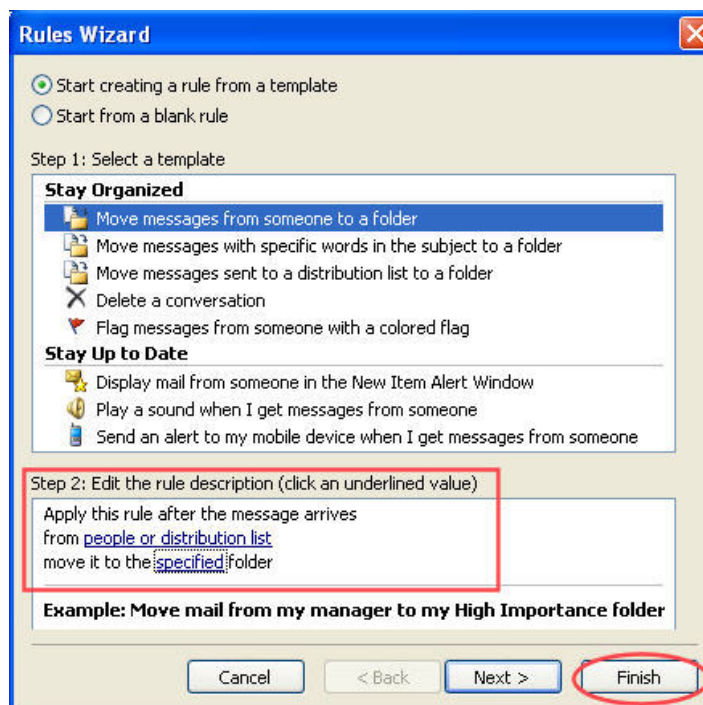 Rules Wizard
Start creating a rule from a template
Start from a blank rule
Step 1: Select a template
Stay Organized
Move messages from someone to a folder
Move messages with specific words in the subject to a folder
Move messages sent to a distribution list to a folder
Delete a conversation
Flag messages from someone with a colored flag
Stay Up to Date
Display mail from someone in the New Item Alert Window
Play a sound when I get messages from someone
Send an alert to my mobile device when I get messages from someone
Step 2: Edit the rule description (click an underlined value)
Apply this rule after the message arrives
from people or distribution list
move it to the specified folder
Example: Move mail from my manager to my High Importance folder
Cancel < Back Next > Finish